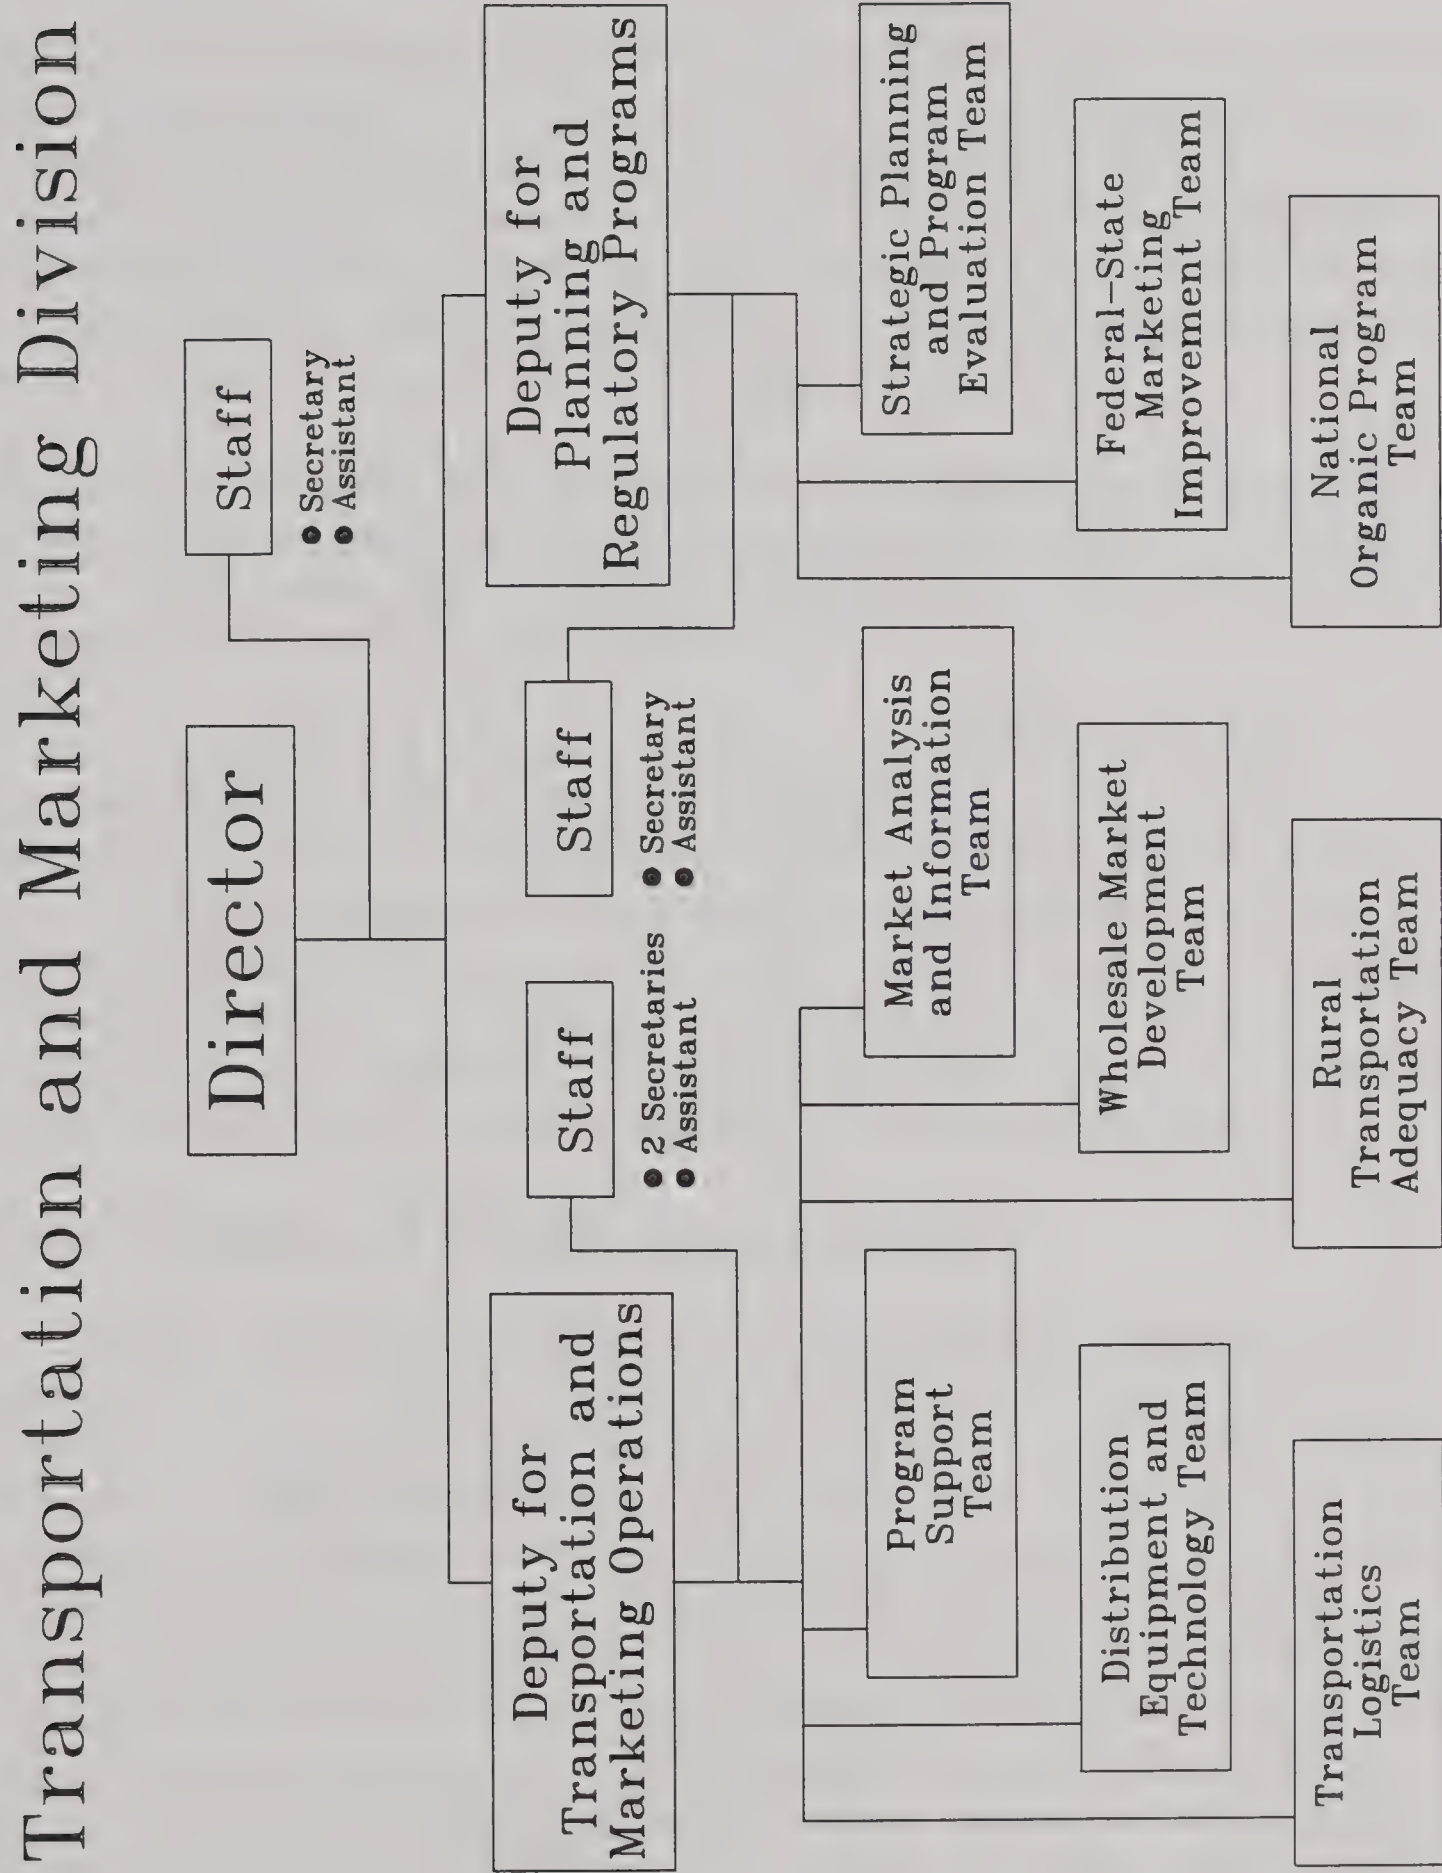 Transportation and Marketing Division
Director
Staff
• Secretary
• Assistant
Deputy for
Transportation and
Marketing Operations
Staff
• 2 Secretaries
• Assistant
Staff
• Secretary
• Assistant
Deputy for
Planning and
Regulatory Programs
Program
Support
Team
Market Analysis
and Information
Team
Strategic Planning
and Program
Evaluation Team
Distribution
Equipment and
Technology Team
Wholesale Market
Development
Team
Federal-State
Marketing
Improvement Team
Transportation
Logistics
Team
Rural
Transportation
Adequacy Team
National
Organic Program
Team